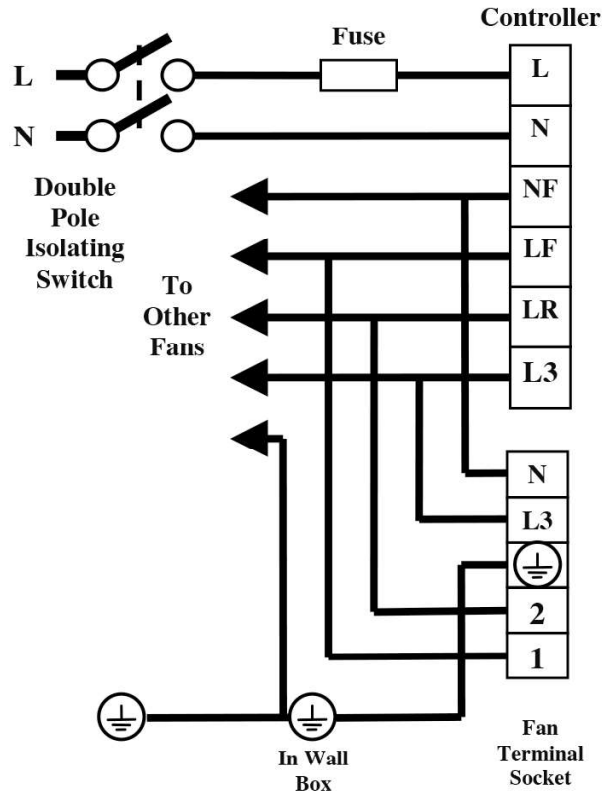 Controller
Fuse
L
L
N
N
Double
Pole
Isolating
Switch
NF
LF
To
Other
Fans
LR
L3
N
L3
2
1
In Wall
Box
Fan
Terminal
Socket